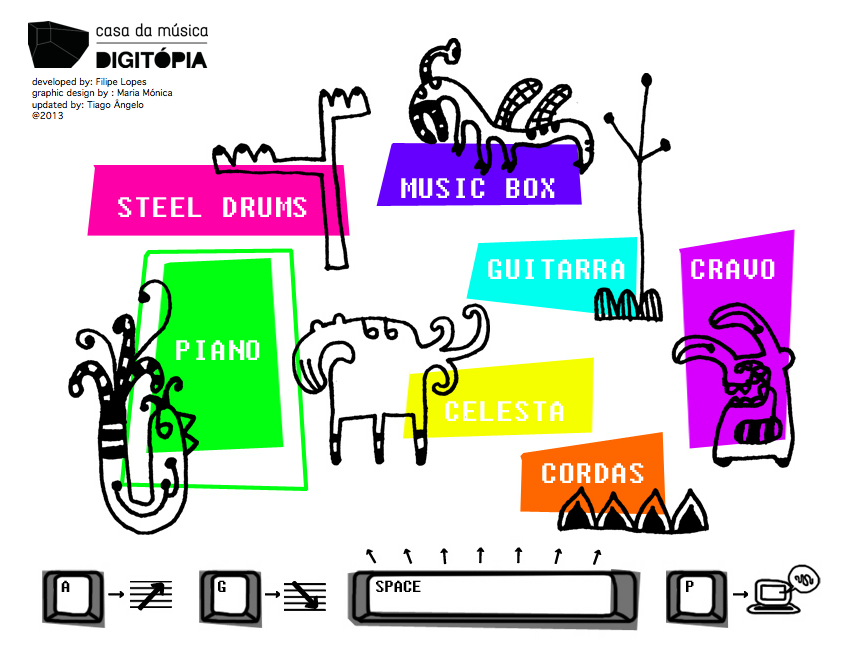 casa da música
DIGITÓPIA
developed by: Filipe Lopes
graphic design by : Maria Mónica
updated by: Tiago Ângelo
@2013
MUSIC BOX
STEEL DRUMS
GUITARRA
CRAVO
PIANO
CELESTA
CORDAS
A
G
SPACE
P